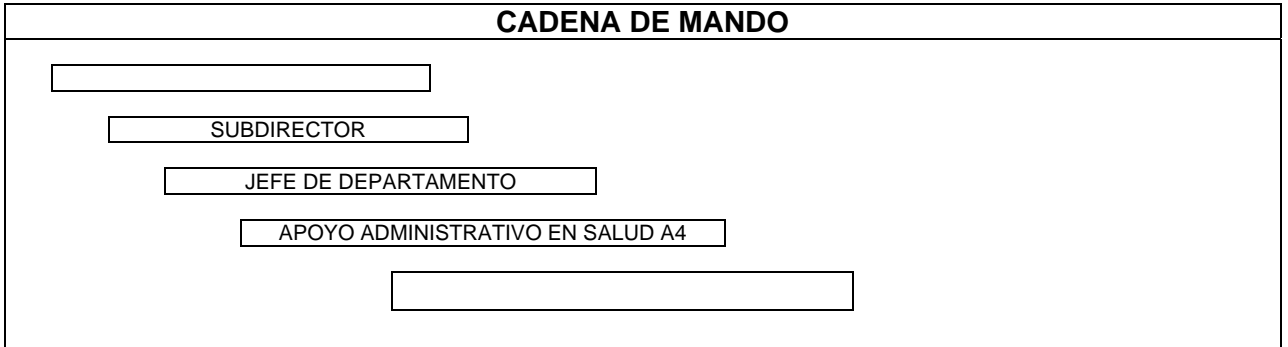 CADENA DE MANDO
SUBDIRECTOR
JEFE DE DEPARTAMENTO
APOYO ADMINISTRATIVO EN SALUD A4